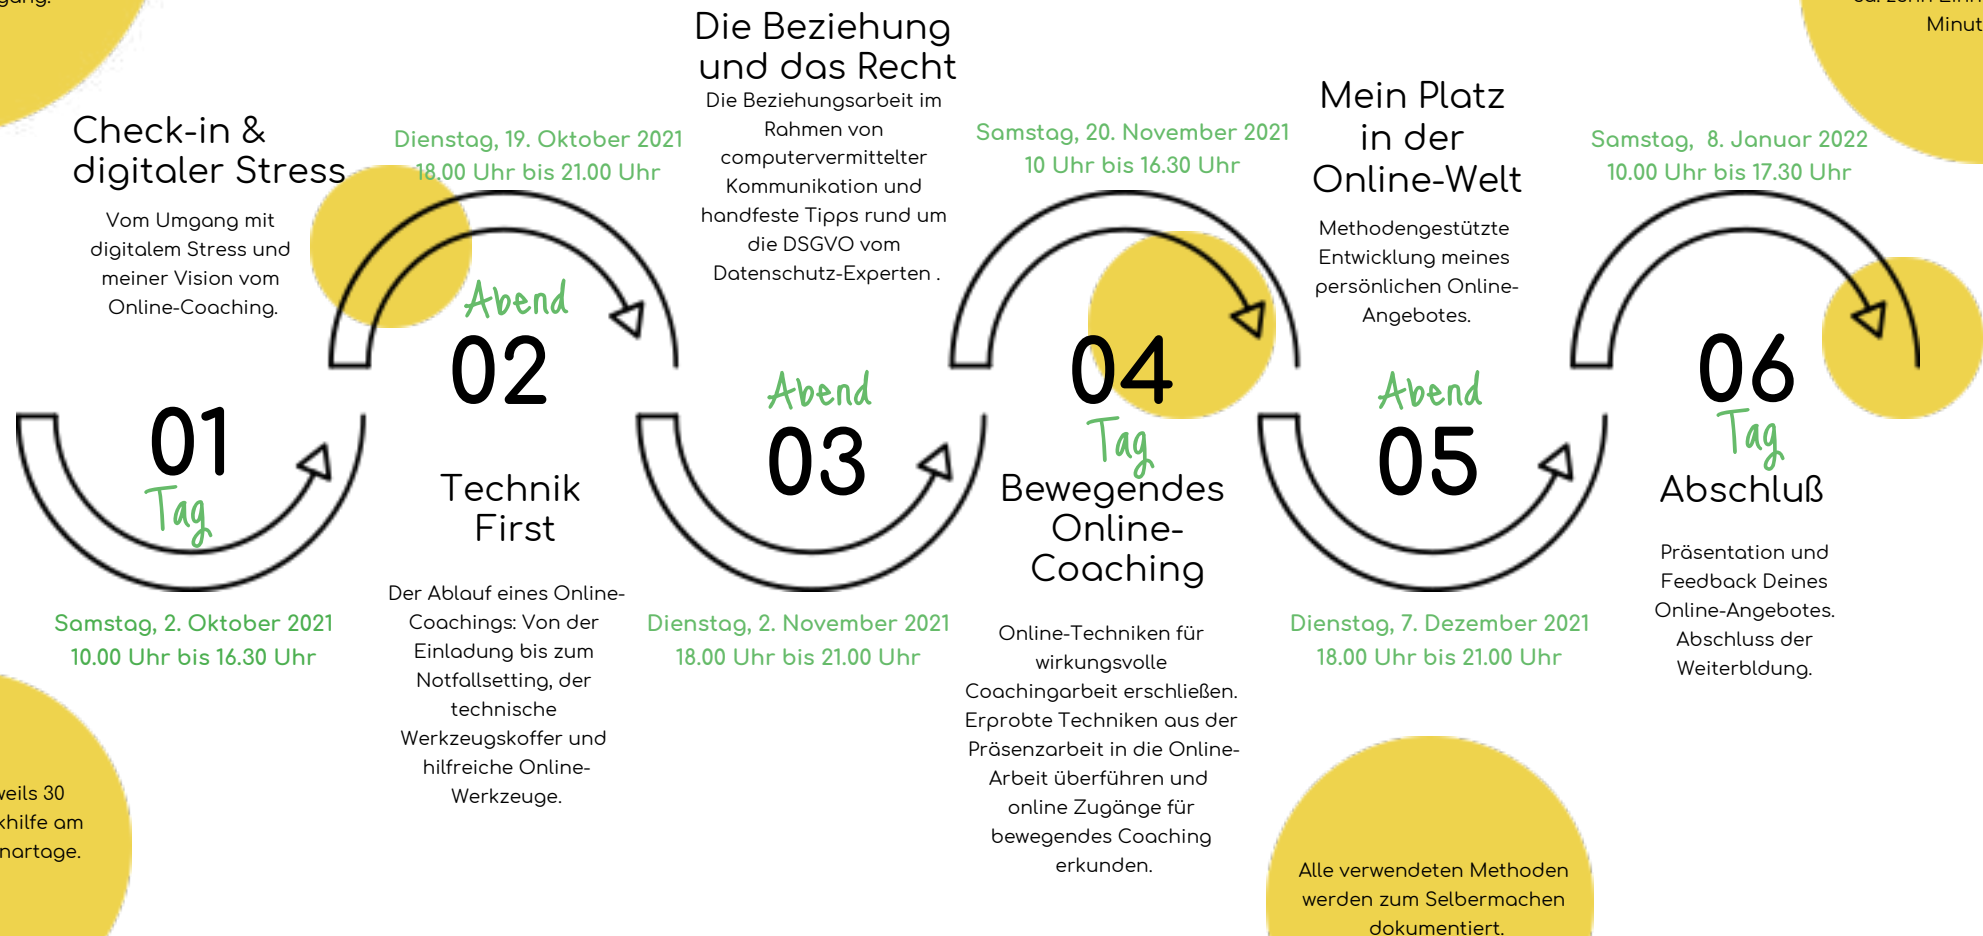 Check-in &
digitaler Stress
Vom Umgang mit
digitalem Stress und
meiner Vision vom
Online-Coaching.
01
Tag
Samstag, 2. Oktober 2021
10.00 Uhr bis 16.30 Uhr
Dienstag, 19. Oktober 2021
18.00 Uhr bis 21.00 Uhr
Abend
02
Technik
First
Der Ablauf eines Online-
Coachings: Von der
Einladung bis zum
Notfallsetting, der
technische
Werkzeugskoffer und
hilfreiche Online-
Werkzeuge.
Die Beziehung
und das Recht
Die Beziehungsarbeit im
Rahmen von
computervermittelter
Kommunikation und
handfeste Tipps rund um
die DSGVO vom
Datenschutz-Experten .
Abend
03
Dienstag, 2. November 2021
18.00 Uhr bis 21.00 Uhr
Samstag, 20. November 2021
10 Uhr bis 16.30 Uhr
04
Tag
Bewegendes
Online-
Coaching
Online-Techniken für
wirkungsvolle
Coachingarbeit erschließen.
Erprobte Techniken aus der
Präsenzarbeit in die Online-
Arbeit überführen und
online Zugänge für
bewegendes Coaching
erkunden.
Mein Platz
in der
Online-Welt
Methodengestützte
Entwicklung meines
persönlichen Online-
Angebotes.
Abend
05
Dienstag, 7. Dezember 2021
18.00 Uhr bis 21.00 Uhr
Samstag, 8. Januar 2022
10.00 Uhr bis 17.30 Uhr
06
Tag
Abschluß
Präsentation und
Feedback Deines
Online-Angebotes.
Abschluss der
Weiterbldung.
Minut
weils 30
khilfe am
nartage.
Alle verwendeten Methoden
werden zum Selbermachen
dokumentiert.